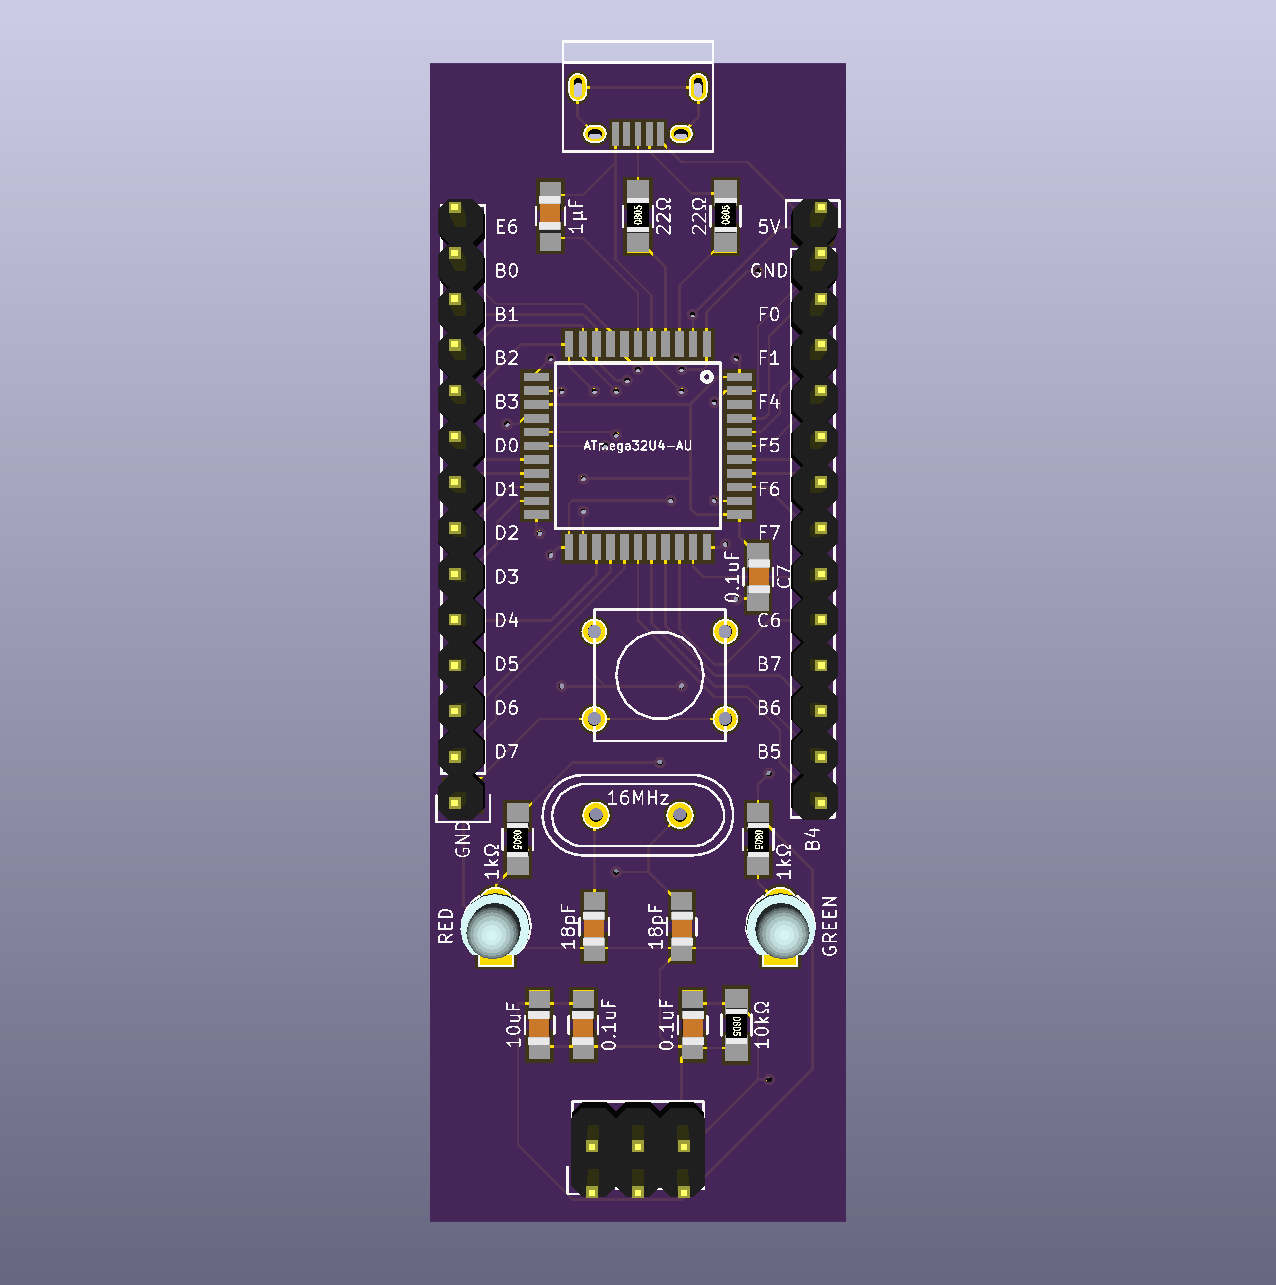 1µF
22Ω
22Ω
0805
0805
E6
5V
B0
GND
B1
F0
B2
F1
B3
F4
D0
ATmega32U4-AU
F5
D1
F6
D2
F7
D3
0.1uF
C7
D4
C6
D5
B7
D6
B6
D7
B5
16MHz
GND
1kΩ
0805
0805
1kΩ
B4
RED
18pF
18pF
GREEN
10uF
0.1uF
0.1uF
0805
10kΩ